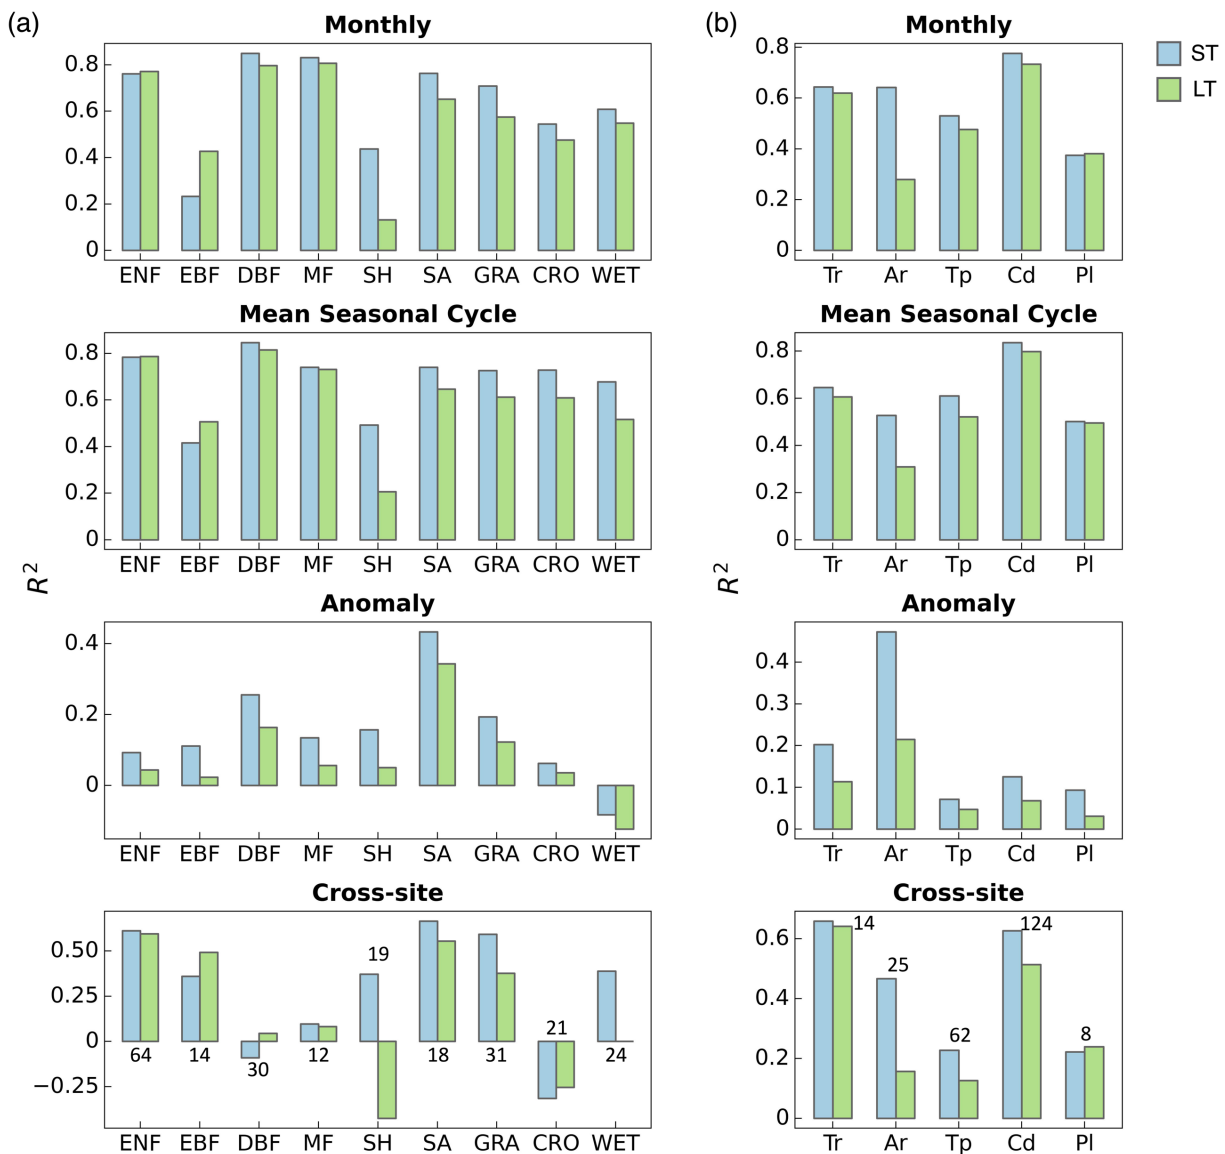 (a)
Monthly
0.8
0.6
0.4
0.2
0
ENF EBF DBF MF SH SA GRA CRO WET
Mean Seasonal Cycle
0.8
0.6
0.4
0.2
0
ENF EBF DBF MF SH SA GRA CRO WET
R²
Anomaly
0.4
0.2
0
ENF EBF DBF MF SH SA GRA CRO WET
Cross-site
0.50
0.25
0
−0.25
19
21
64 14 30 12 18 31 24
ENF EBF DBF MF SH SA GRA CRO WET
(b)
Monthly
0.8
0.6
0.4
0.2
0
Tr Ar Tp Cd Pl
Mean Seasonal Cycle
0.8
0.6
0.4
0.2
0
Tr Ar Tp Cd Pl
R²
Anomaly
0.4
0.3
0.2
0.1
0
Tr Ar Tp Cd Pl
Cross-site
0.6
0.4
0.2
0
14 25 62 124 8
Tr Ar Tp Cd Pl
ST
LT